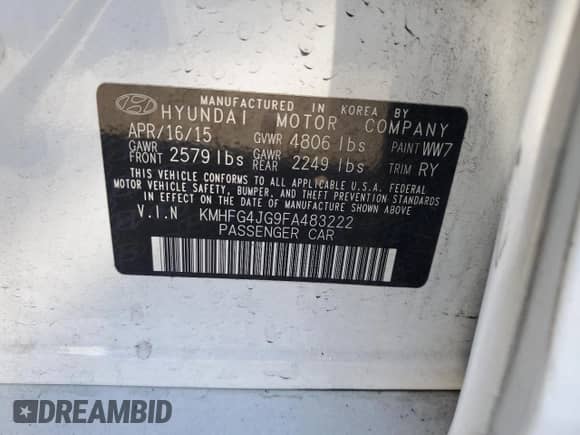 MANUFACTURED IN KOREA BY
HYUNDAI MOTOR COMPANY
APR/16/15 GVWR 4806 lbs PAINT WW7
GAWR FRONT 2579 lbs GAWR REAR 2249 lbs TRIM RY
THIS VEHICLE CONFORMS TO ALL APPLICABLE U.S.A. FEDERAL
MOTOR VEHICLE SAFETY, BUMPER, AND THEFT PREVENTION STANDARDS
IN EFFECT ON THE DATE OF MANUFACTURE SHOWN ABOVE.
V.I.N KMHFG4JG9FA483222
PASSENGER CAR
DREAMBID